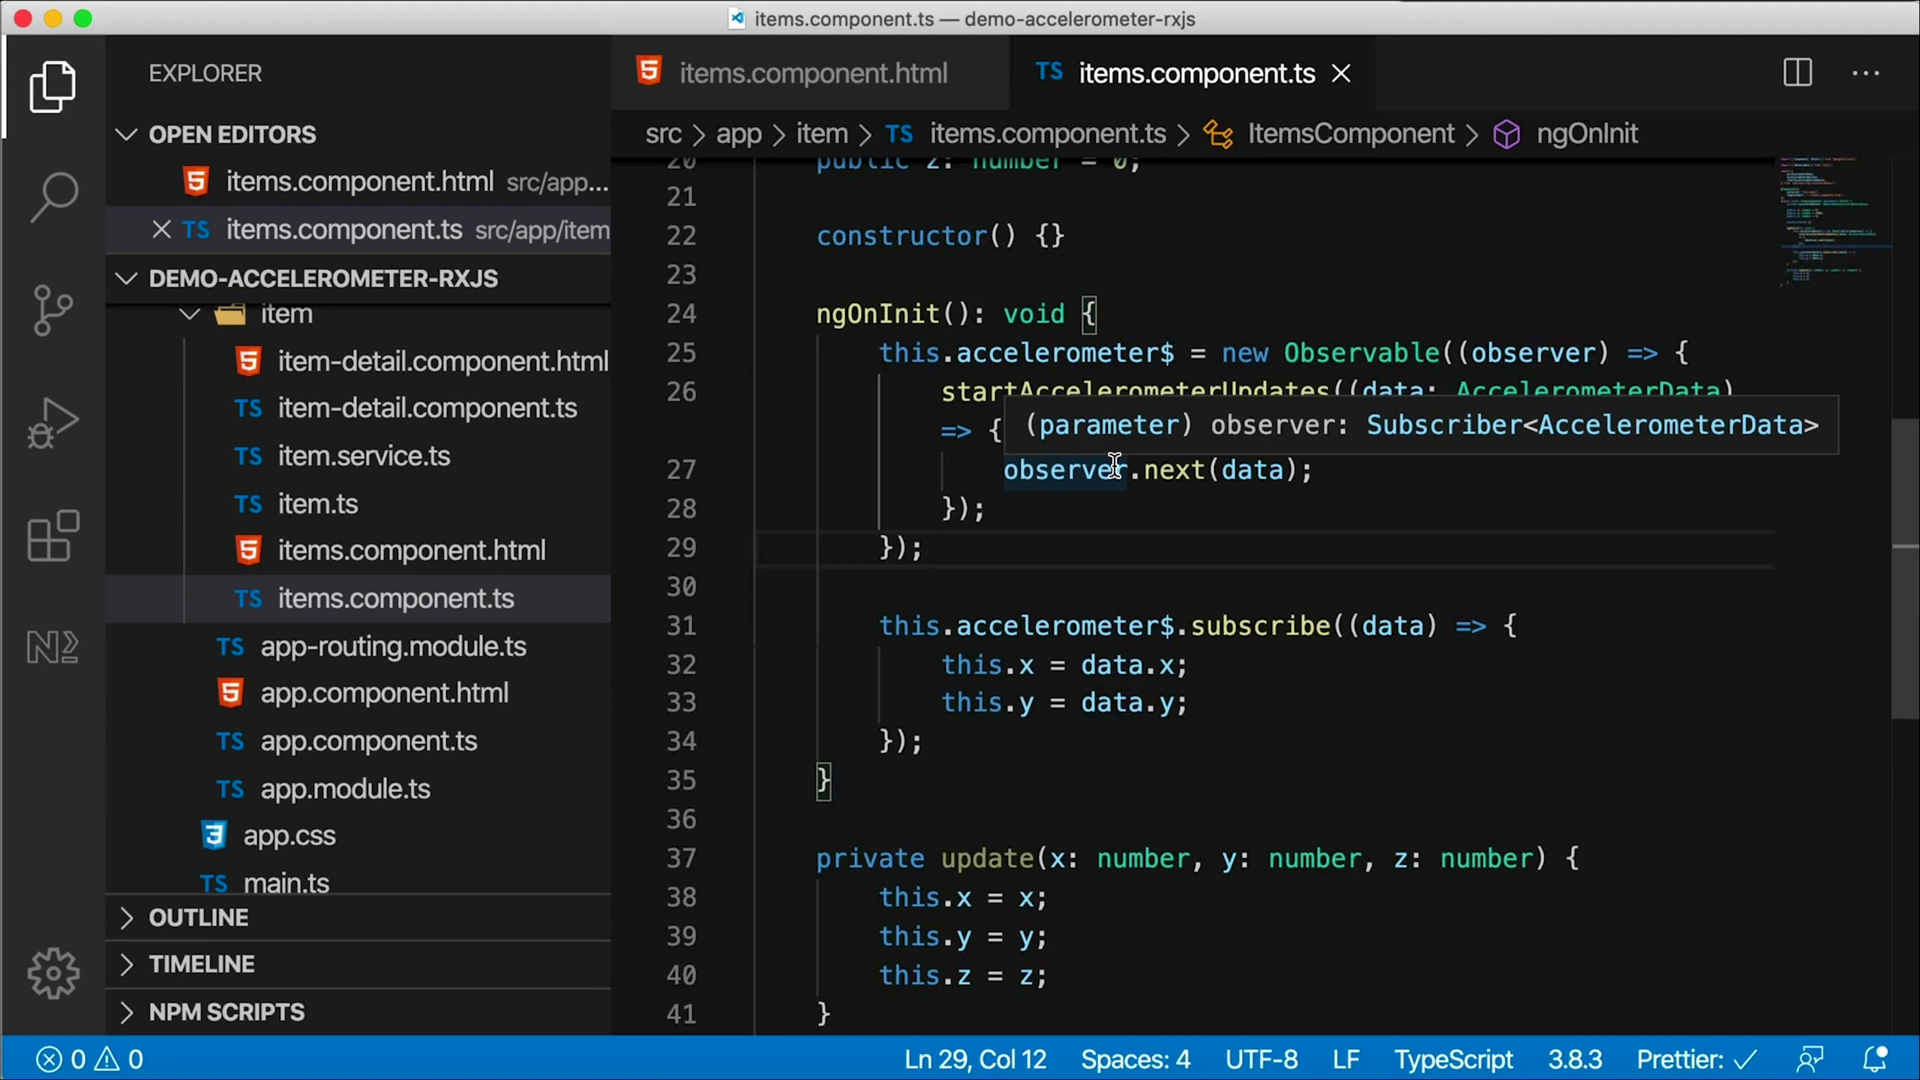 items.component.ts — demo-accelerometer-rxjs
EXPLORER
OPEN EDITORS
items.component.html src/app...
items.component.ts src/app/item
DEMO-ACCELEROMETER-RXJS
item
item-detail.component.html
TS item-detail.component.ts
TS item.service.ts
TS item.ts
items.component.html
TS items.component.ts
TS app-routing.module.ts
app.component.html
TS app.component.ts
TS app.module.ts
app.css
TS main.ts
OUTLINE
TIMELINE
NPM SCRIPTS
items.component.html
TS items.component.ts
src > app > item > TS items.component.ts > ItemsComponent > ngOnInit
20 public z: number = 0;
21
22 constructor() {}
23
24 ngOnInit(): void {
25 this.accelerometer$ = new Observable((observer) => {
26 startAccelerometerUpdates((data: AccelerometerData)
=> {
(parameter) observer: Subscriber<AccelerometerData>
27 observer.next(data);
28 });
29 });
30
31 this.accelerometer$.subscribe((data) => {
32 this.x = data.x;
33 this.y = data.y;
34 });
35 }
36
37 private update(x: number, y: number, z: number) {
38 this.x = x;
39 this.y = y;
40 this.z = z;
41 }
0 0 Ln 29, Col 12 Spaces: 4 UTF-8 LF TypeScript 3.8.3 Prettier: ✓